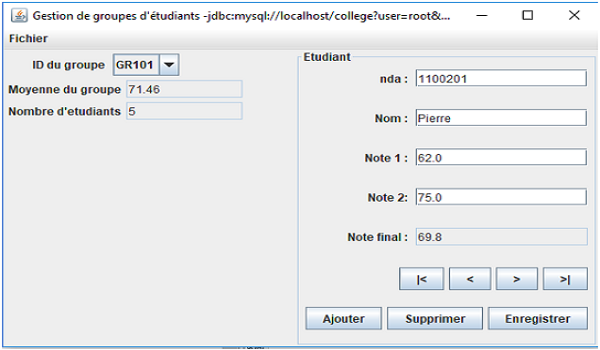 Gestion de groupes d'étudiants -jdbc:mysql://localhost/college?user=root&...
Fichier
ID du groupe GR101
Moyenne du groupe 71.46
Nombre d'etudiants 5
Etudiant
nda : 1100201
Nom : Pierre
Note 1 : 62.0
Note 2: 75.0
Note final : 69.8
|< < > >|
Ajouter Supprimer Enregistrer